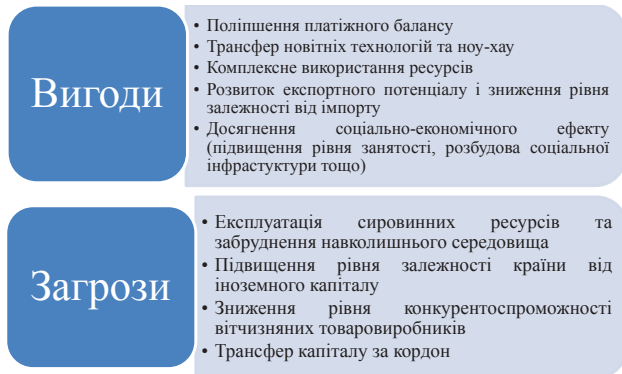 Вигоди
• Поліпшення платіжного балансу
• Трансфер новітніх технологій та ноу-хау
• Комплексне використання ресурсів
• Розвиток експортного потенціалу і зниження рівня
залежності від імпорту
• Досягнення соціально-економічного ефекту
(підвищення рівня занятості, розбудова соціальної
інфрастуктури тощо)
Загрози
• Експлуатація сировинних ресурсів та
забруднення навколишнього середовища
• Підвищення рівня залежності країни від
іноземного капіталу
• Зниження рівня конкурентоспроможності
вітчизняних товаровиробників
• Трансфер капіталу за кордон